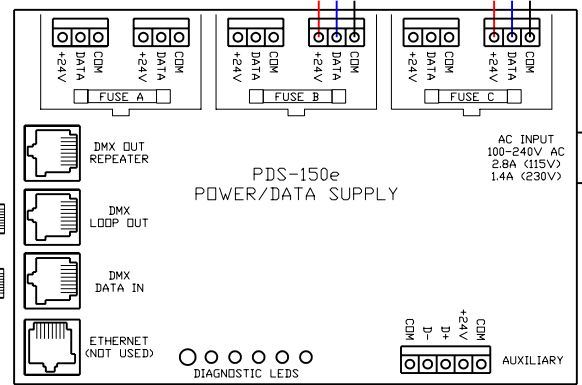 +24V DATA COM +24V DATA COM +24V DATA COM +24V DATA COM +24V DATA COM +24V DATA COM
FUSE A FUSE B FUSE C
DMX OUT
REPEATER
AC INPUT
100-240V AC
2.8A (115V)
1.4A (230V)
PDS-150e
POWER/DATA SUPPLY
DMX
LOOP OUT
DMX
DATA IN
ETHERNET
(NOT USED)
DIAGNOSTIC LEDS
COM D- D+ +24V COM
AUXILIARY